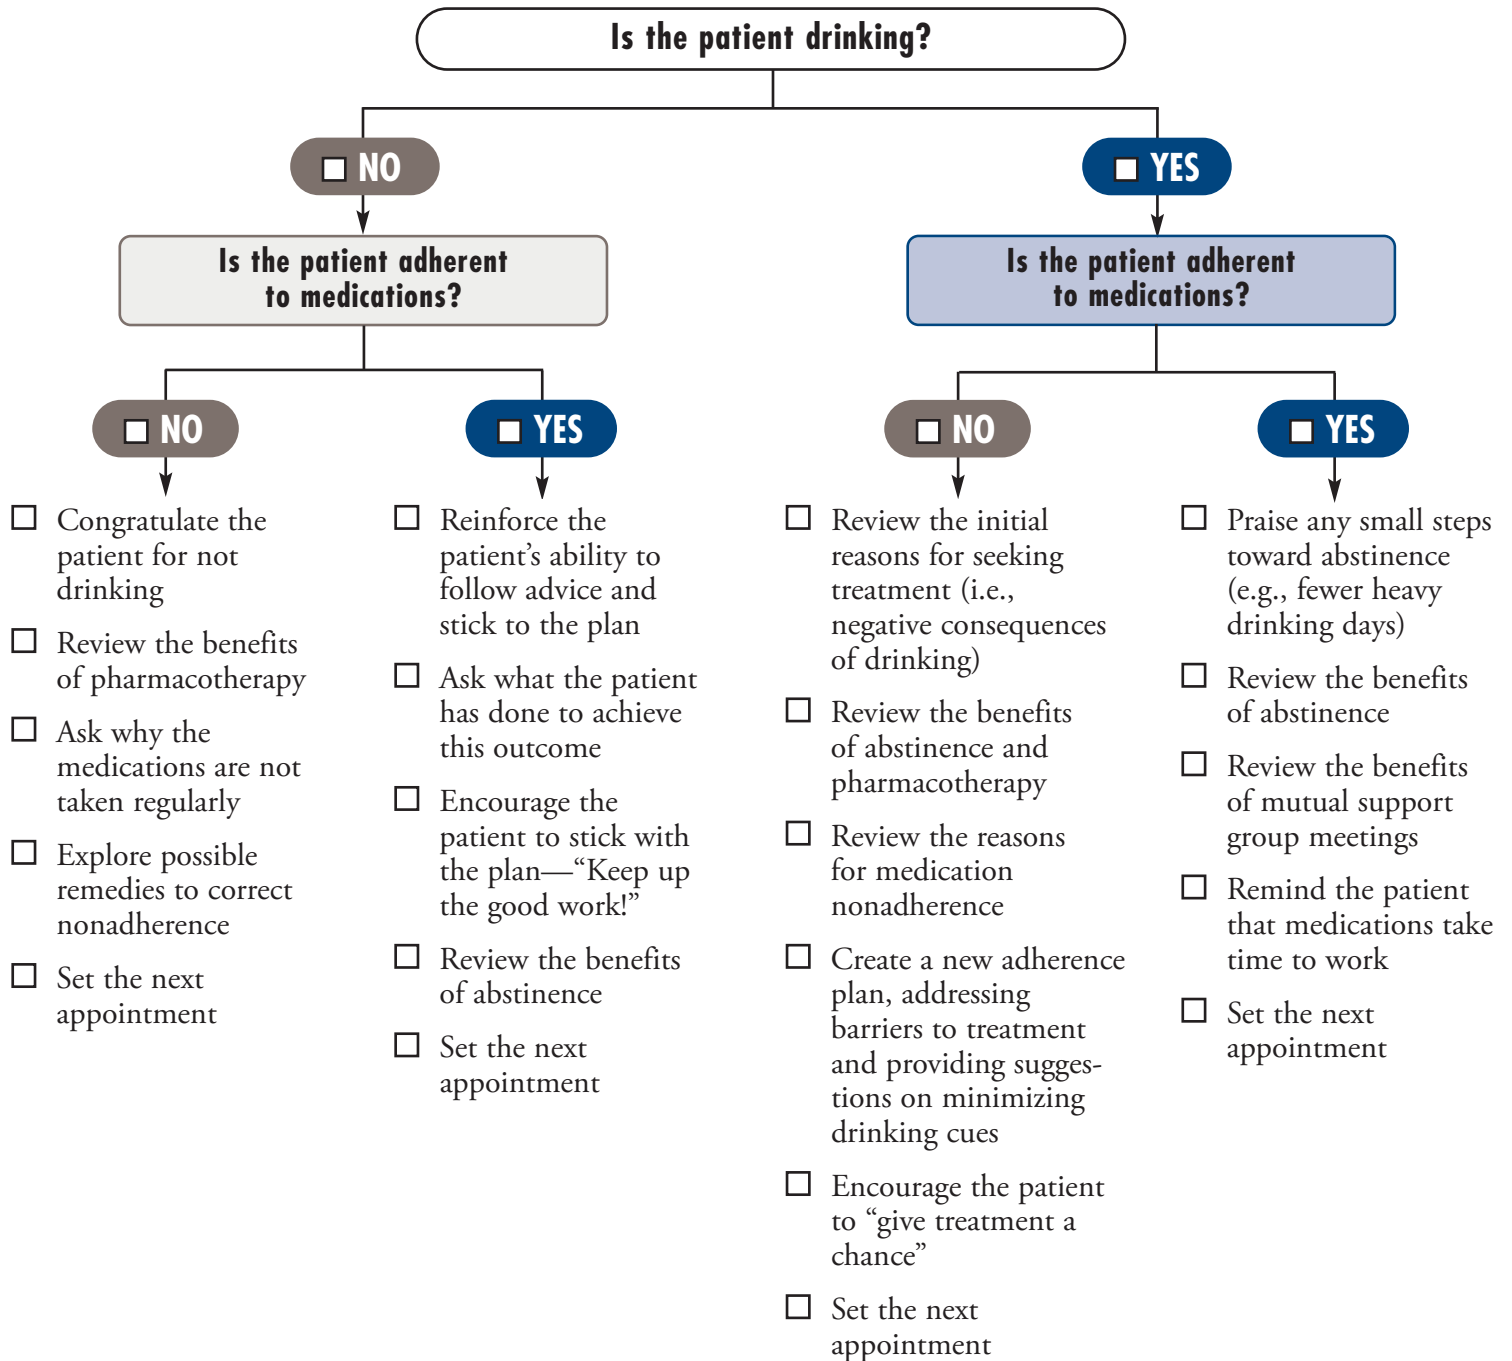 Is the patient drinking?
NO
YES
Is the patient adherent
to medications?
Is the patient adherent
to medications?
NO
YES
NO
YES
Congratulate the
patient for not
drinking
Review the benefits
of pharmacotherapy
Ask why the
medications are not
taken regularly
Explore possible
remedies to correct
nonadherence
Set the next
appointment
Reinforce the
patient’s ability to
follow advice and
stick to the plan
Ask what the patient
has done to achieve
this outcome
Encourage the
patient to stick with
the plan—“Keep up
the good work!”
Review the benefits
of abstinence
Set the next
appointment
Review the initial
reasons for seeking
treatment (i.e.,
negative consequences
of drinking)
Review the benefits
of abstinence and
pharmacotherapy
Review the reasons
for medication
nonadherence
Create a new adherence
plan, addressing
barriers to treatment
and providing sugges-
tions on minimizing
drinking cues
Encourage the patient
to “give treatment a
chance”
Set the next
appointment
Praise any small steps
toward abstinence
(e.g., fewer heavy
drinking days)
Review the benefits
of abstinence
Review the benefits
of mutual support
group meetings
Remind the patient
that medications take
time to work
Set the next
appointment